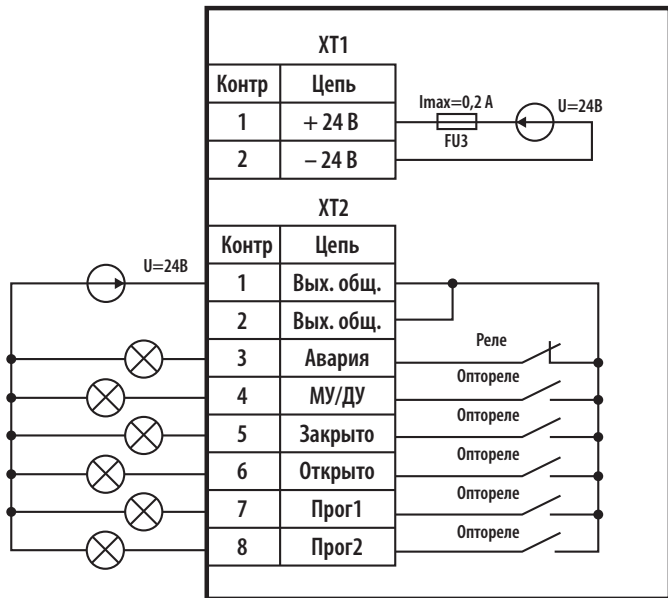 XT1
Контр Цепь
Imax=0,2 А
U=24В
1 + 24 В
FU3
2 – 24 В
XT2
Контр Цепь
U=24В
1 Вых. общ.
2 Вых. общ.
Реле
3 Авария
Оптореле
4 МУ/ДУ
Оптореле
5 Закрыто
Оптореле
6 Открыто
Оптореле
7 Прог1
Оптореле
8 Прог2